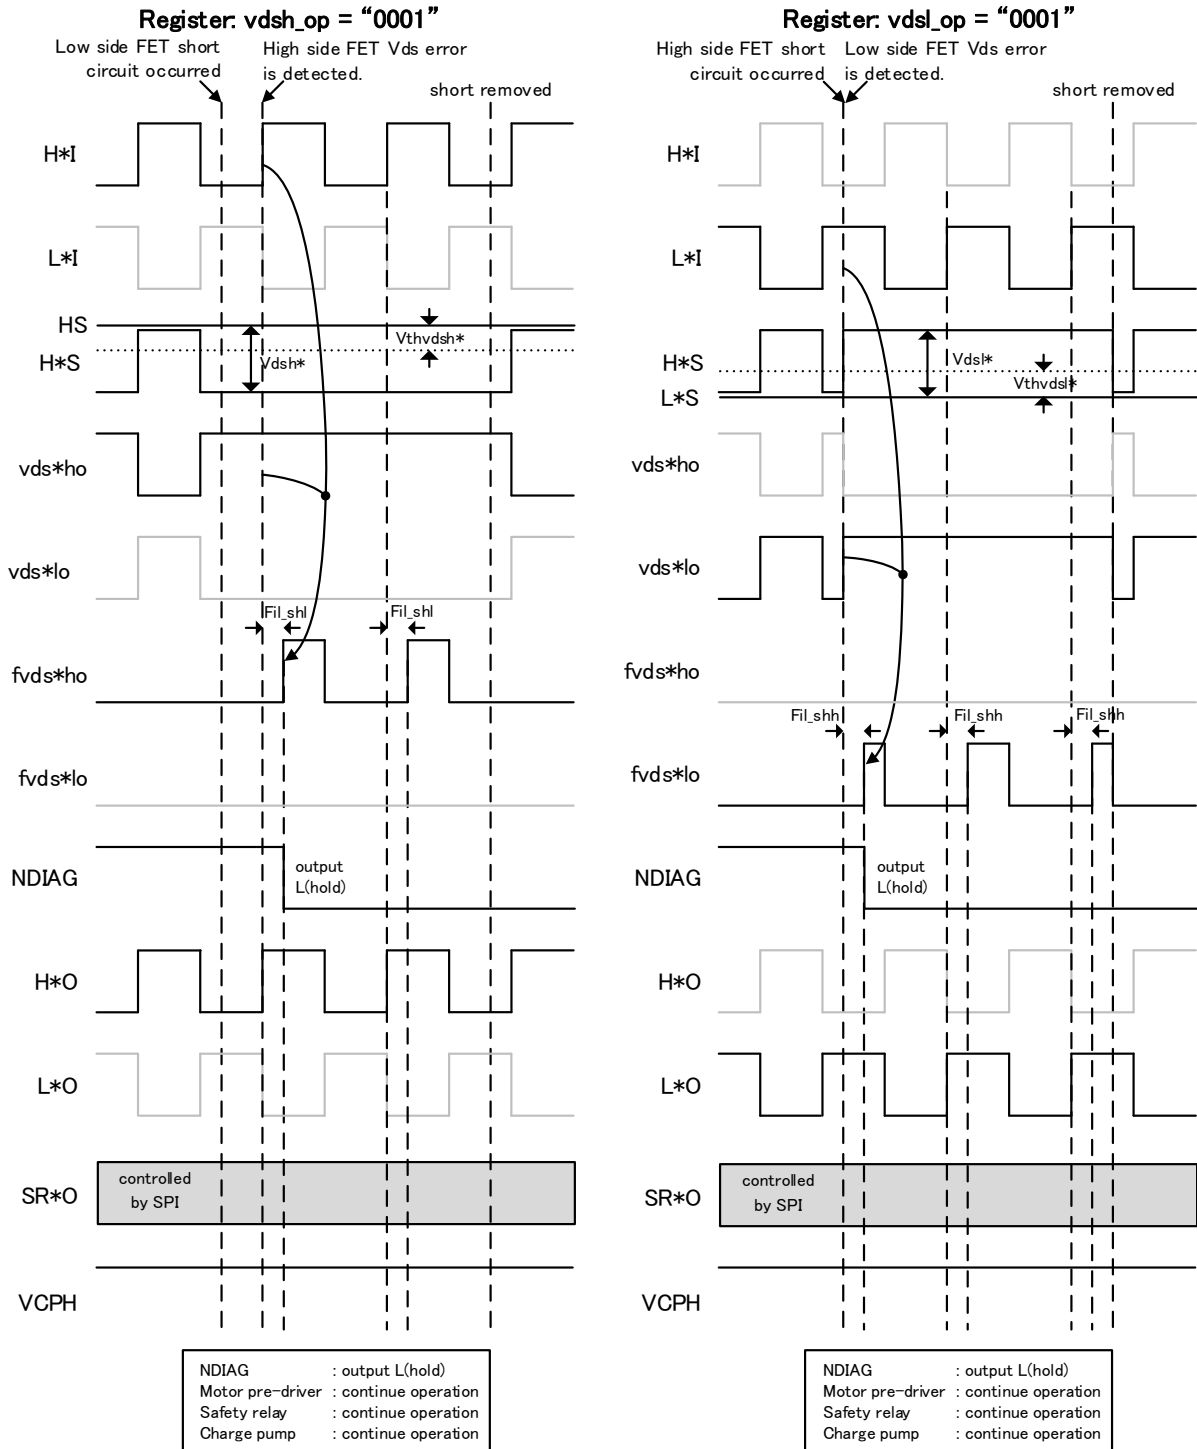 Register: vdsh_op = “0001”
Low side FET short
circuit occurred
High side FET Vds error
is detected.
short removed
H*I
L*I
HS
Vthvdsh*
H*S
Vdsh*
vds*ho
vds*lo
Fil_shl
Fil_shl
fvds*ho
fvds*lo
NDIAG
output
L(hold)
H*O
L*O
SR*O
controlled
by SPI
VCPH
NDIAG : output L(hold)
Motor pre-driver : continue operation
Safety relay : continue operation
Charge pump : continue operation
Register: vdsl_op = “0001”
High side FET short
circuit occurred
Low side FET Vds error
is detected.
short removed
H*I
L*I
H*S
Vdsl*
Vthvdsl*
L*S
vds*ho
vds*lo
fvds*ho
Fil_shh
Fil_shh
Fil_shh
fvds*lo
NDIAG
output
L(hold)
H*O
L*O
SR*O
controlled
by SPI
VCPH
NDIAG : output L(hold)
Motor pre-driver : continue operation
Safety relay : continue operation
Charge pump : continue operation